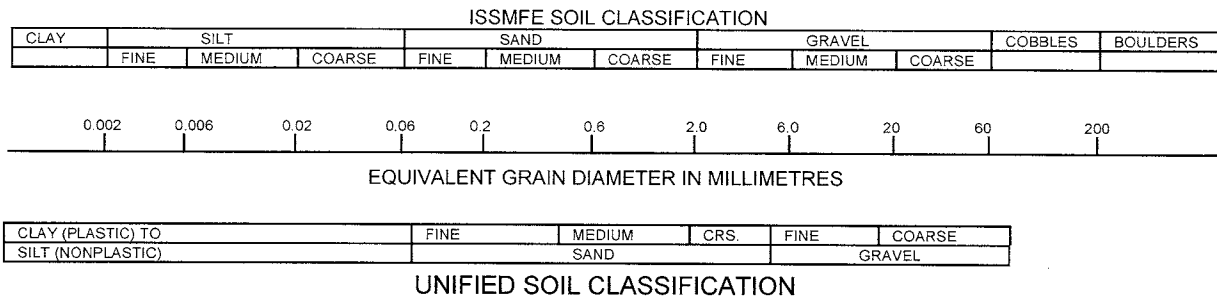 ISSMFE SOIL CLASSIFICATION
CLAY SILT SAND GRAVEL COBBLES BOULDERS
FINE MEDIUM COARSE FINE MEDIUM COARSE FINE MEDIUM COARSE
0.002 0.006 0.02 0.06 0.2 0.6 2.0 6.0 20 60 200
EQUIVALENT GRAIN DIAMETER IN MILLIMETRES
CLAY (PLASTIC) TO FINE MEDIUM CRS. FINE COARSE
SILT (NONPLASTIC) SAND GRAVEL
UNIFIED SOIL CLASSIFICATION